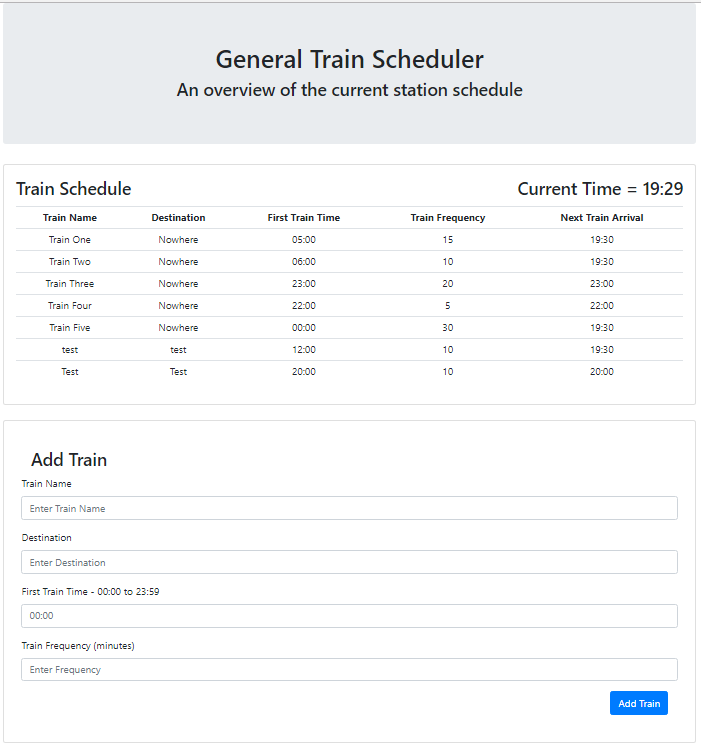 General Train Scheduler
An overview of the current station schedule
Train Schedule Current Time = 19:29
Train Name Destination First Train Time Train Frequency Next Train Arrival
Train One Nowhere 05:00 15 19:30
Train Two Nowhere 06:00 10 19:30
Train Three Nowhere 23:00 20 23:00
Train Four Nowhere 22:00 5 22:00
Train Five Nowhere 00:00 30 19:30
test test 12:00 10 19:30
Test Test 20:00 10 20:00
Add Train
Train Name
Enter Train Name
Destination
Enter Destination
First Train Time - 00:00 to 23:59
00:00
Train Frequency (minutes)
Enter Frequency
Add Train